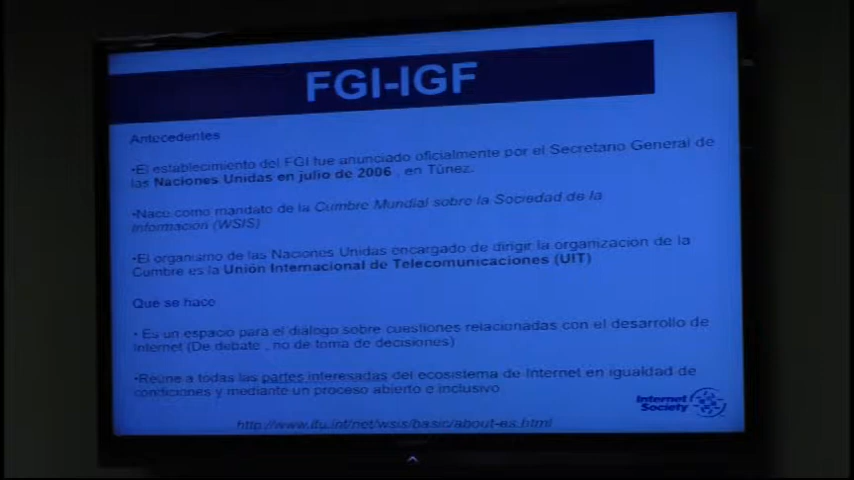 FGI-IGF
Antecedentes
•El establecimiento del FGI fue anunciado oficialmente por el Secretario General de
las Naciones Unidas en julio de 2006 , en Túnez.
•Nace como mandato de la Cumbre Mundial sobre la Sociedad de la
Información (WSIS)
•El organismo de las Naciones Unidas encargado de dirigir la organización de la
Cumbre es la Unión Internacional de Telecomunicaciones (UIT)
Que se hace
• Es un espacio para el diálogo sobre cuestiones relacionadas con el desarrollo de
Internet (De debate , no de toma de decisiones)
•Reúne a todas las partes interesadas del ecosistema de Internet en igualdad de
condiciones y mediante un proceso abierto e inclusivo
Internet
Society
http://www.itu.int/net/wsis/basic/about-es.html